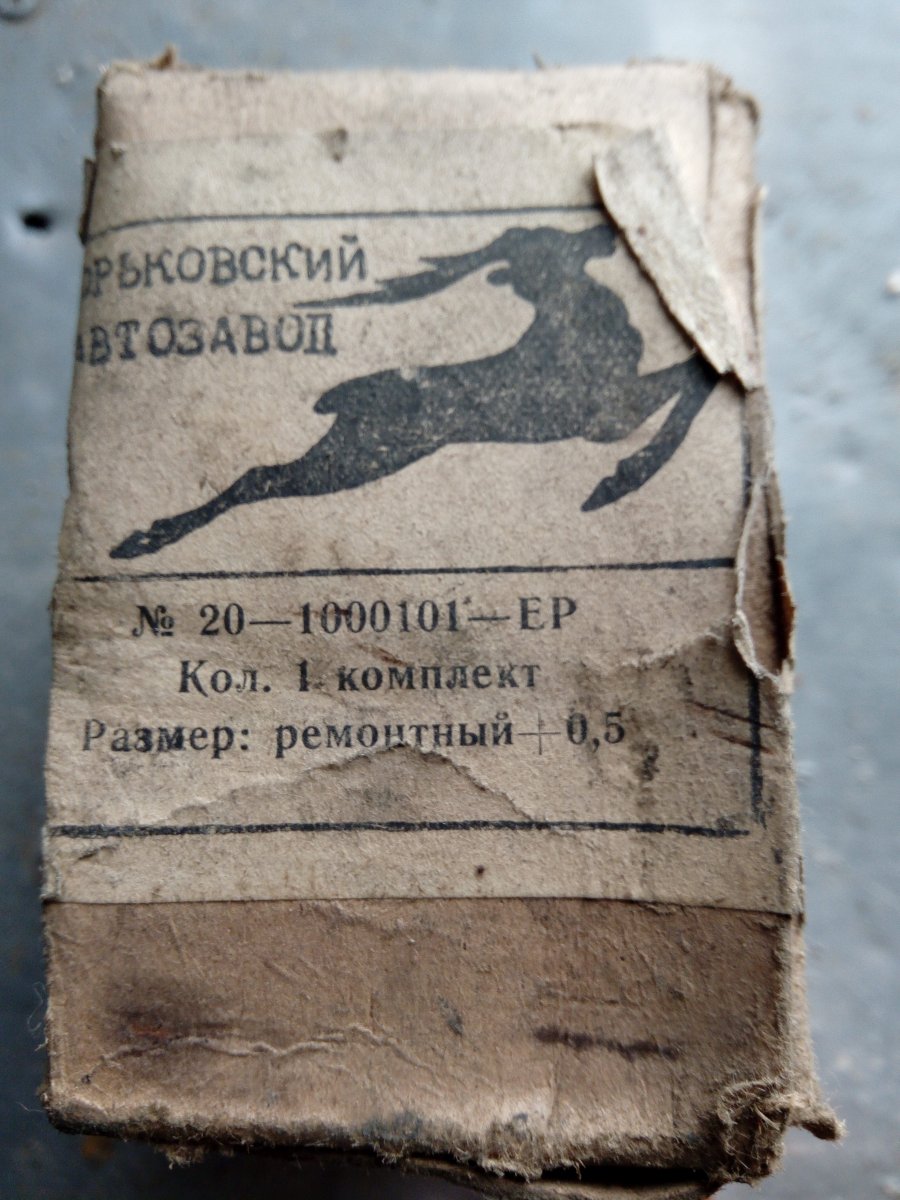 ОРЬКОВСКИЙ
АВТОЗАВОД
№ 20—1000101—ЕР
Кол. 1 комплект
Размер: ремонтный+0,5